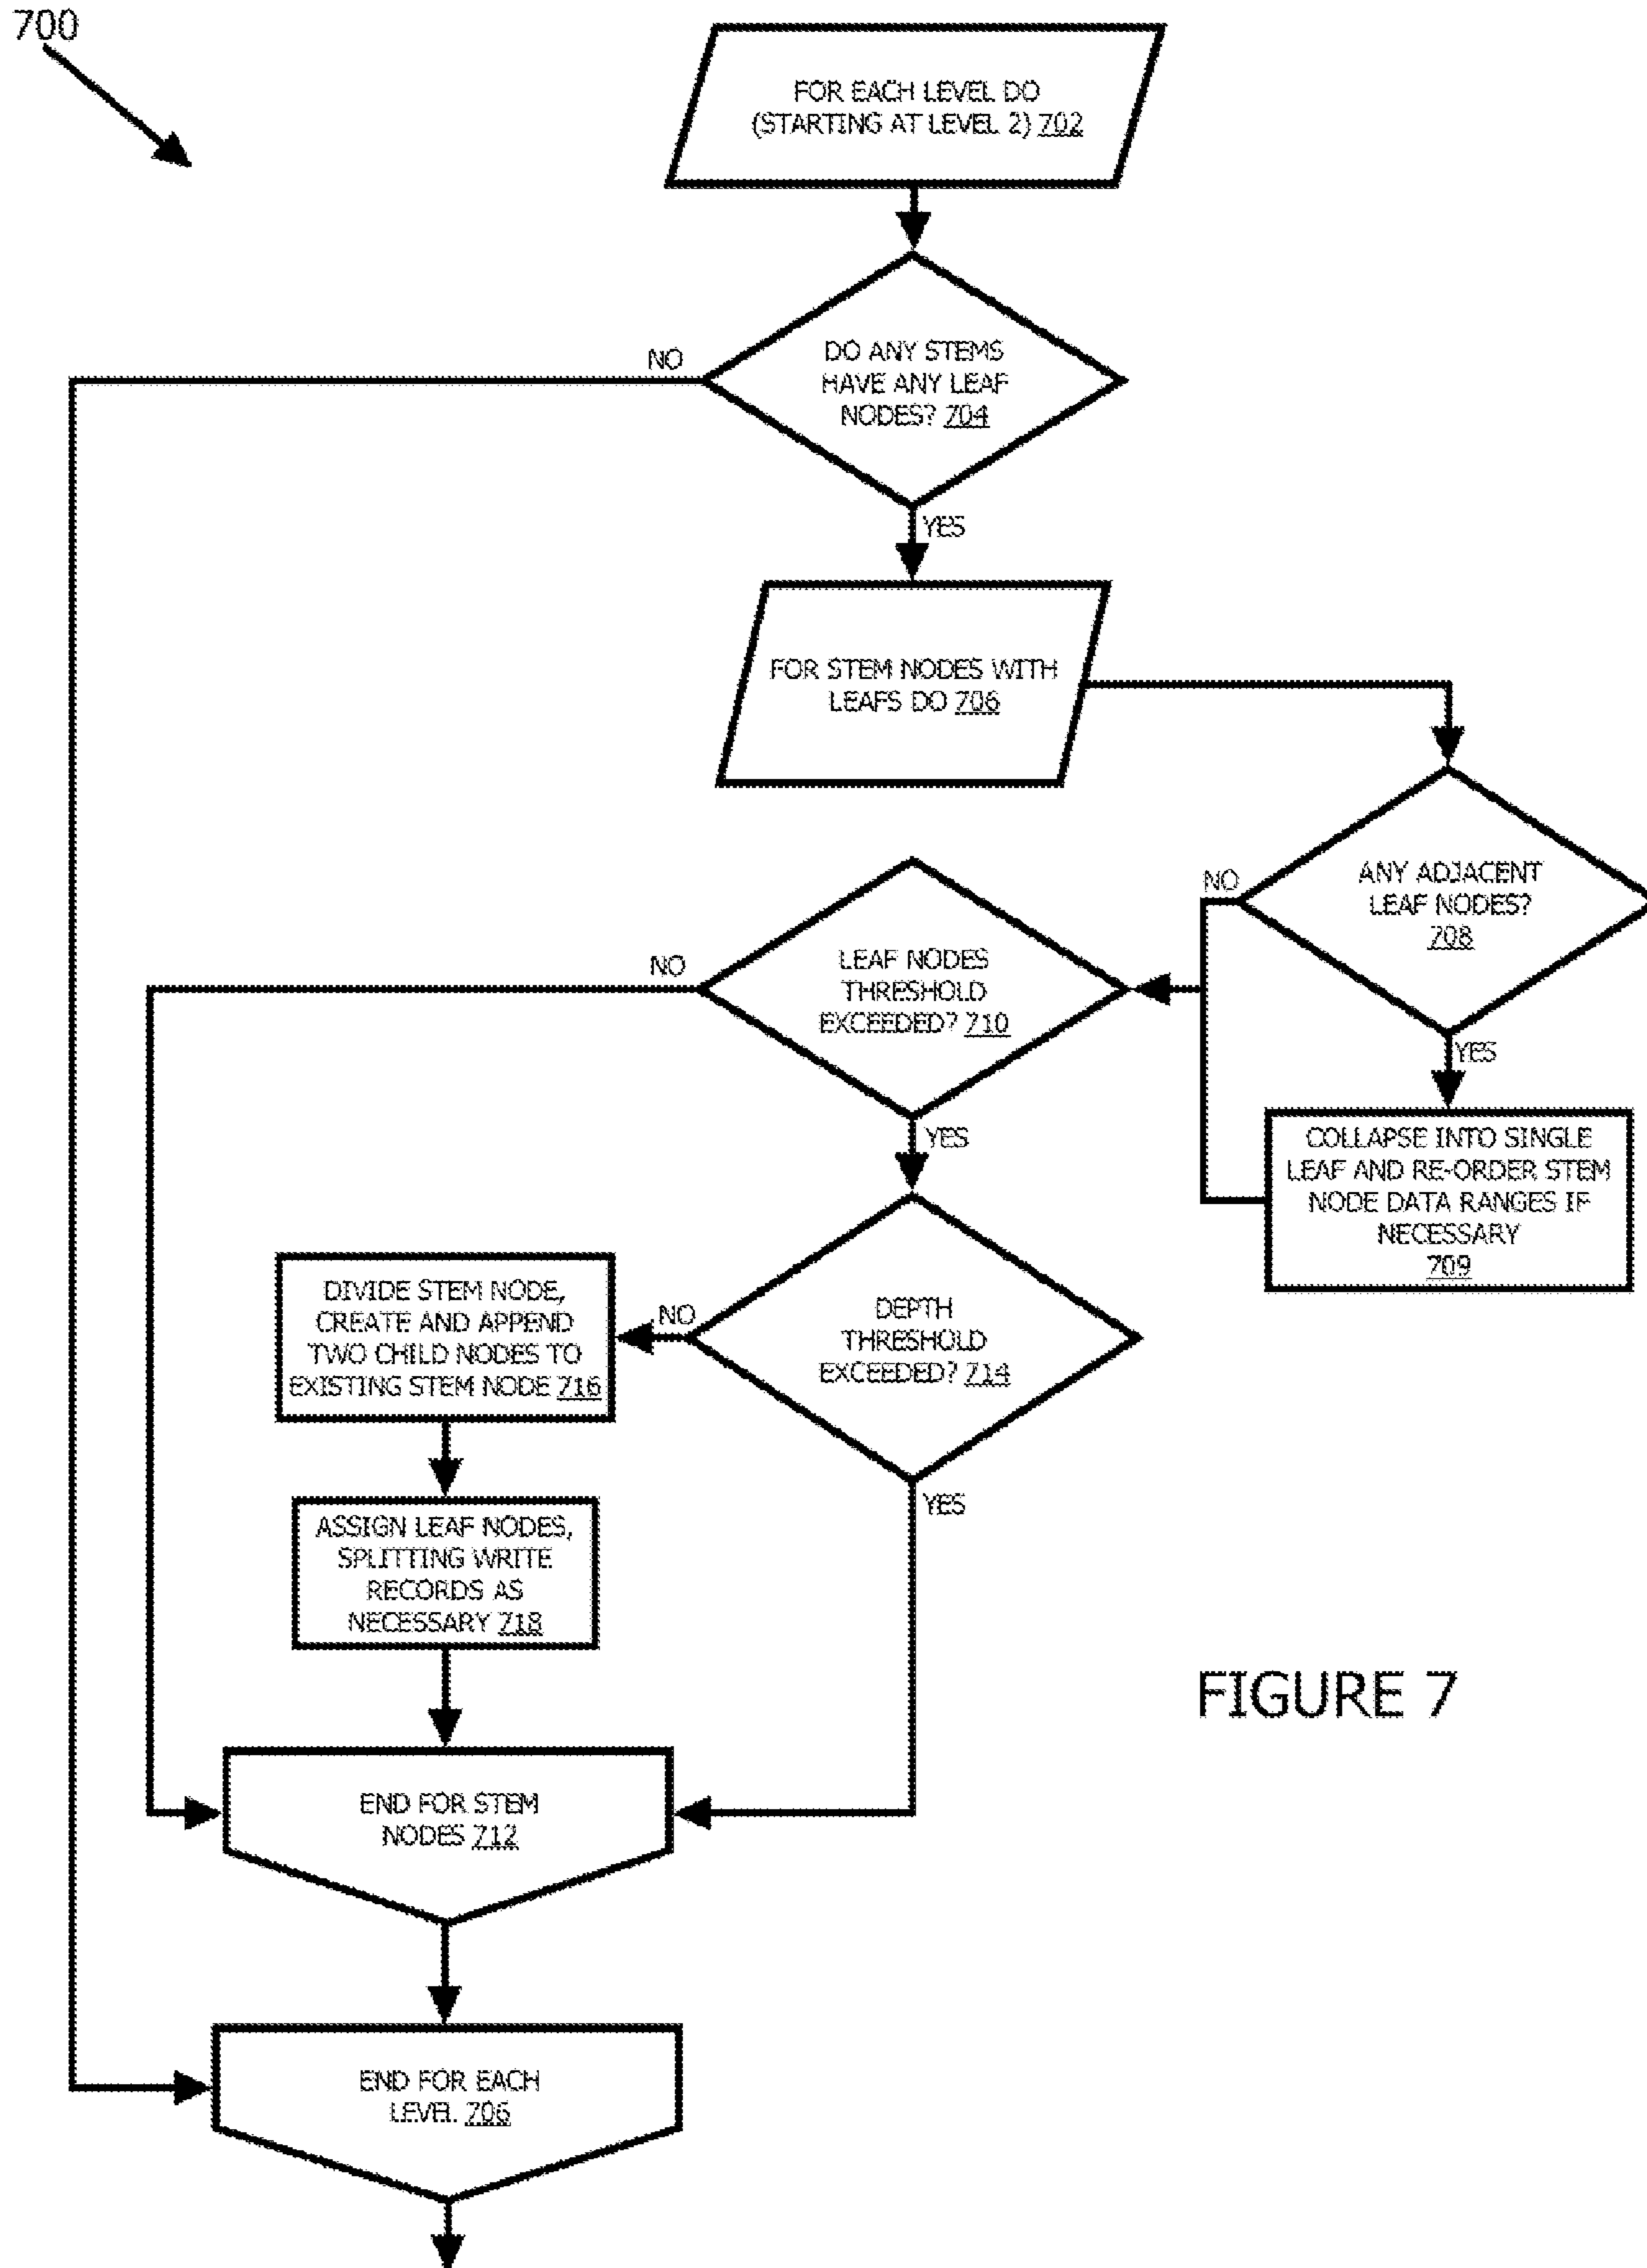 700
FOR EACH LEVEL DO
(STARTING AT LEVEL 2) 702
DO ANY STEMS
HAVE ANY LEAF
NODES? 704
NO
YES
FOR STEM NODES WITH
LEAFS DO 706
ANY ADJACENT
LEAF NODES?
708
NO
YES
COLLAPSE INTO SINGLE
LEAF AND RE-ORDER STEM
NODE DATA RANGES IF
NECESSARY
709
LEAF NODES
THRESHOLD
EXCEEDED? 710
NO
YES
DEPTH
THRESHOLD
EXCEEDED? 714
NO
YES
DIVIDE STEM NODE,
CREATE AND APPEND
TWO CHILD NODES TO
EXISTING STEM NODE 716
ASSIGN LEAF NODES,
SPLITTING WRITE
RECORDS AS
NECESSARY 718
END FOR STEM
NODES 712
END FOR EACH
LEVEL 706
FIGURE 7